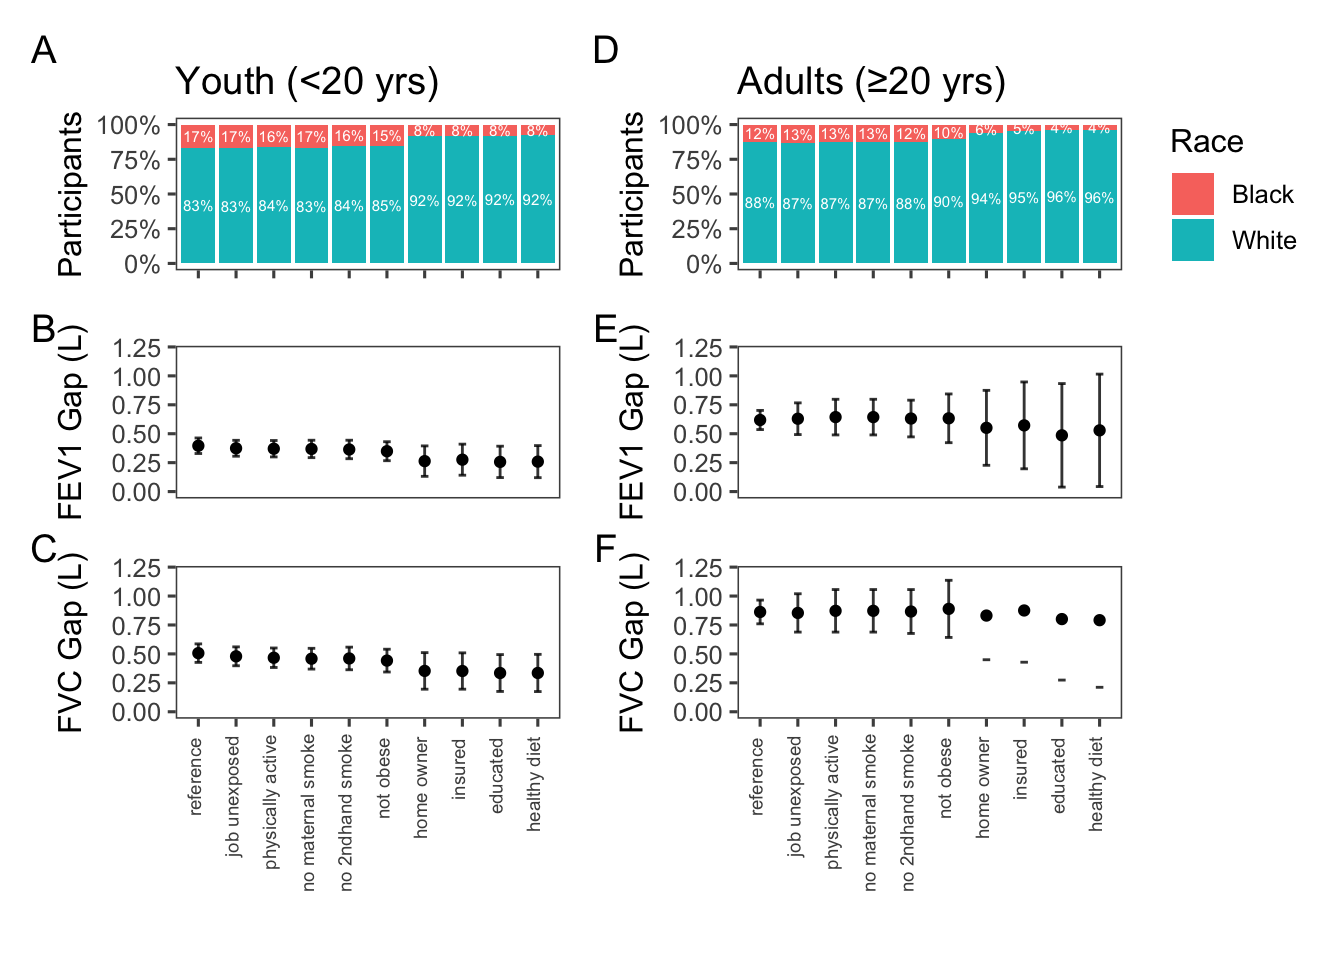 A
Youth (<20 yrs)
Participants
100%
75%
50%
25%
0%
17% 17% 16% 17% 16% 15% 8% 8% 8% 8%
83% 83% 84% 83% 84% 85% 92% 92% 92% 92%
B
FEV1 Gap (L)
1.25
1.00
0.75
0.50
0.25
0.00
C
FVC Gap (L)
1.25
1.00
0.75
0.50
0.25
0.00
reference
job unexposed
physically active
no maternal smoke
no 2ndhand smoke
not obese
home owner
insured
educated
healthy diet
D
Adults (≥20 yrs)
Participants
100%
75%
50%
25%
0%
12% 13% 13% 13% 12% 10% 6% 5% 4% 4%
88% 87% 87% 87% 88% 90% 94% 95% 96% 96%
E
FEV1 Gap (L)
1.25
1.00
0.75
0.50
0.25
0.00
F
FVC Gap (L)
1.25
1.00
0.75
0.50
0.25
0.00
reference
job unexposed
physically active
no maternal smoke
no 2ndhand smoke
not obese
home owner
insured
educated
healthy diet
Race
Black
White